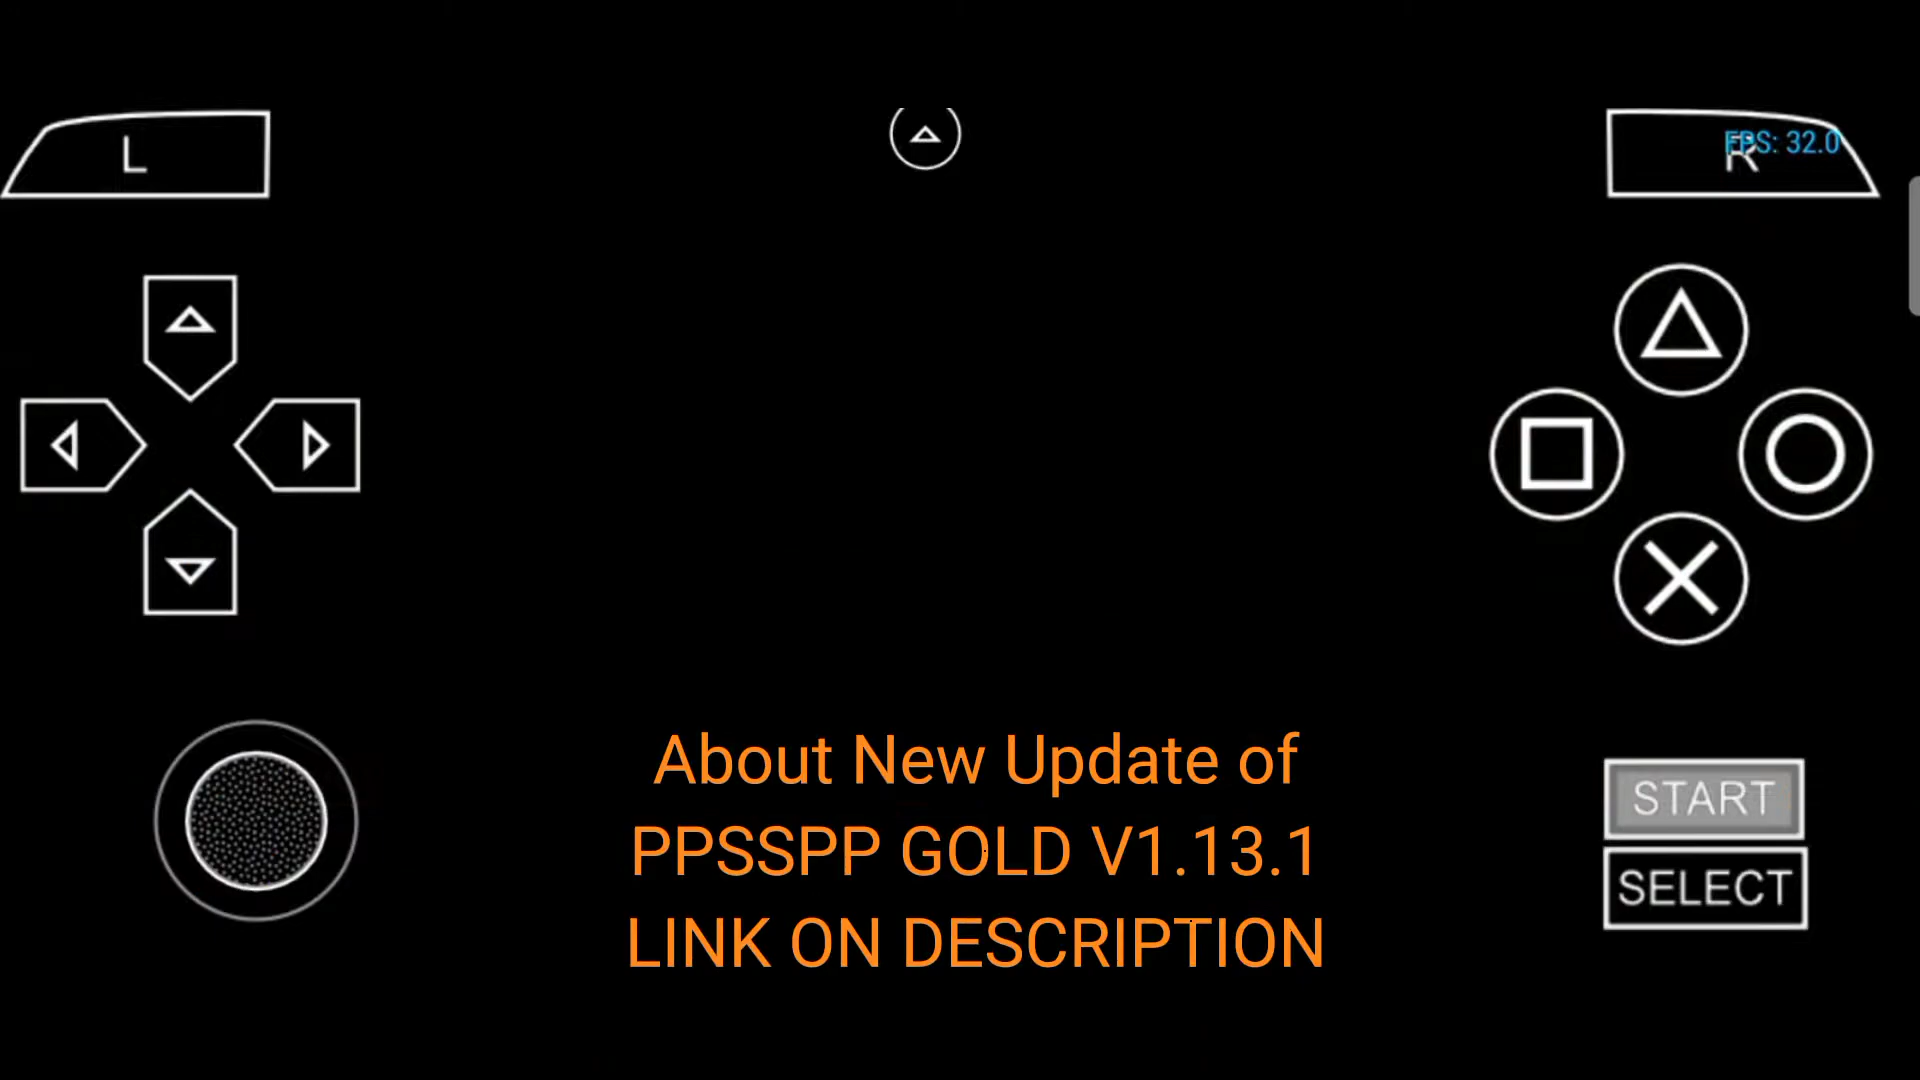 L
FPS: 32.0
R
START
SELECT
About New Update of
PPSSPP GOLD V1.13.1
LINK ON DESCRIPTION